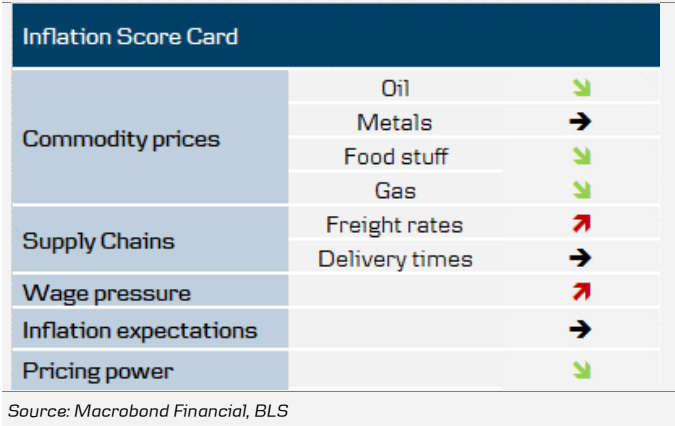 Inflation Score Card
Commodity prices
Oil
Metals
Food stuff
Gas
Supply Chains
Freight rates
Delivery times
Wage pressure
Inflation expectations
Pricing power
Source: Macrobond Financial, BLS